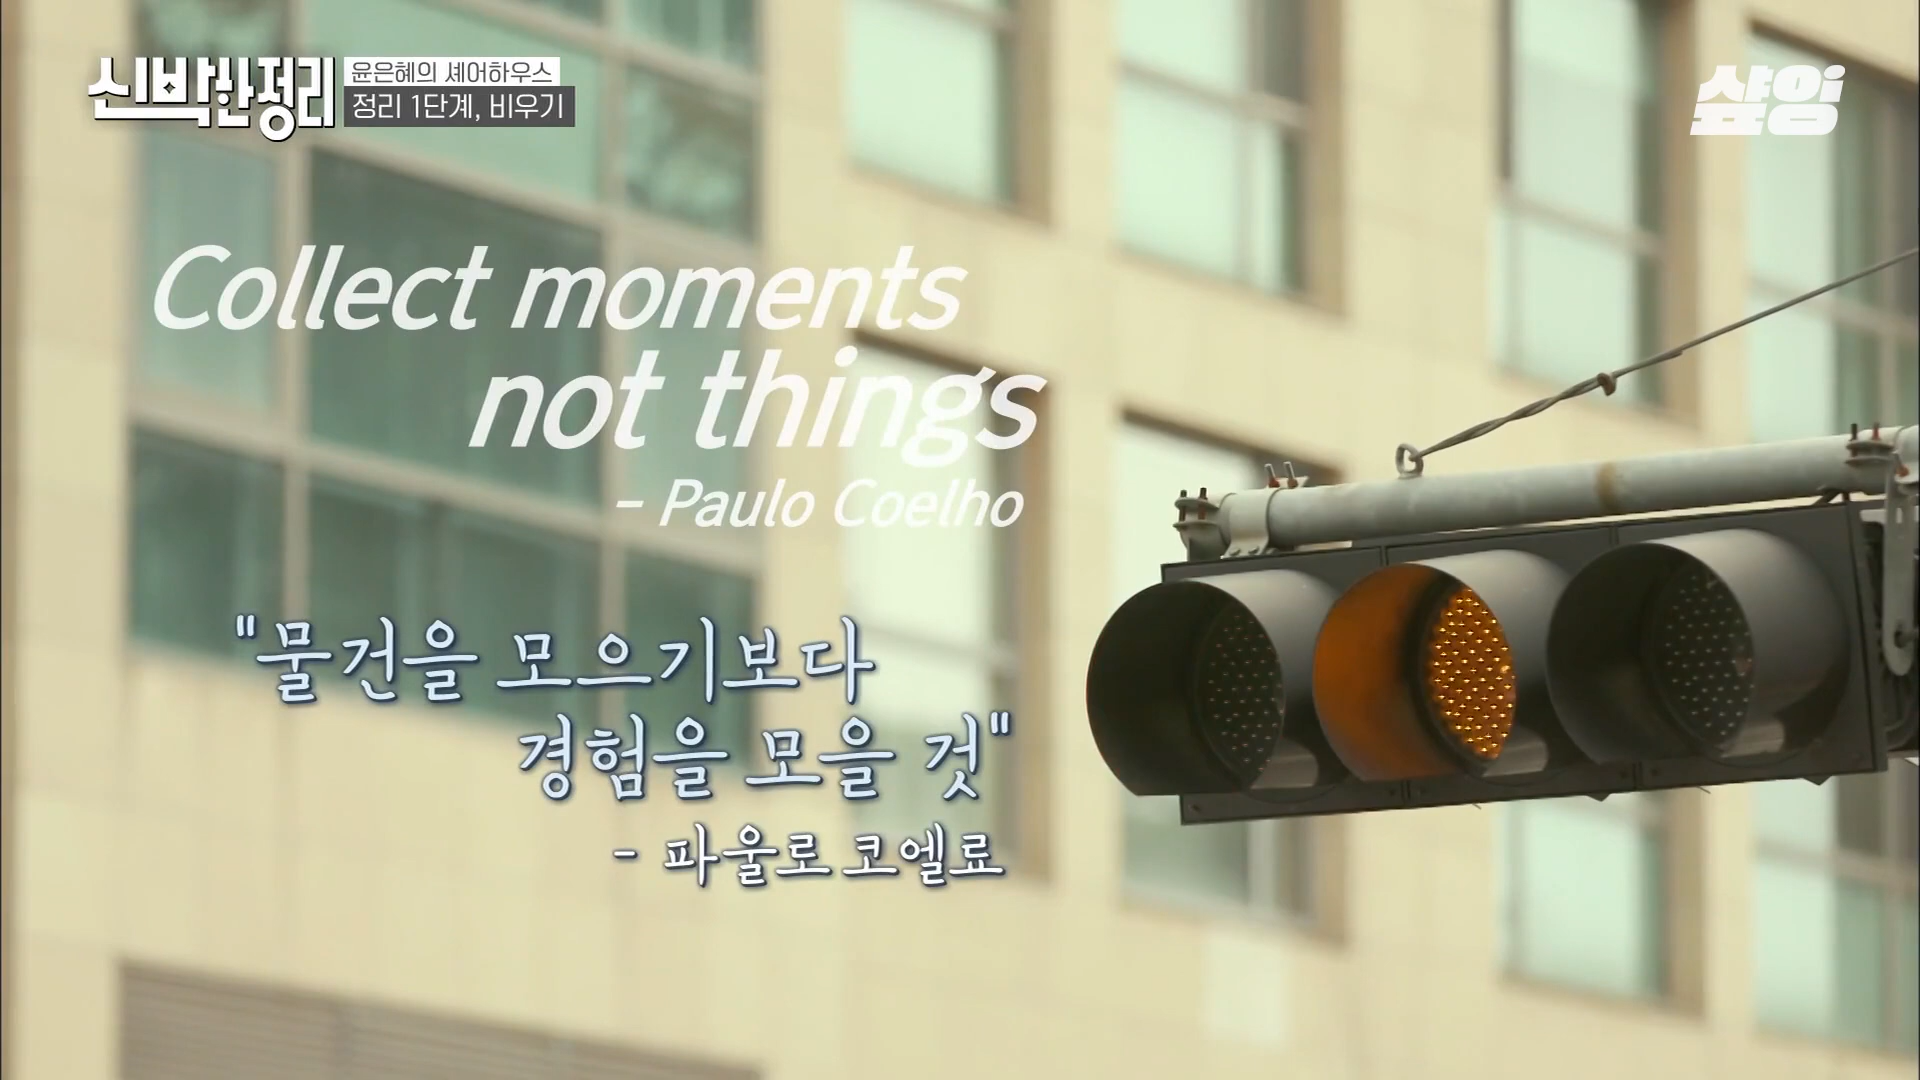 신박한 정리
윤은혜의 셰어하우스
정리 1단계, 비우기
샾잉
Collect moments
not things
- Paulo Coelho
"물건을 모으기보다
경험을 모을 것"
- 파울로 코엘료